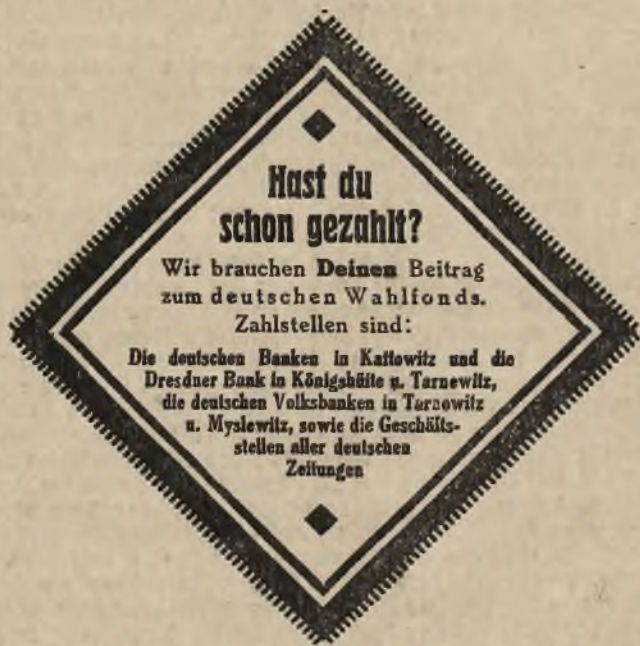 Hast du
schon gezahlt?
Wir brauchen Deinen Beitrag
zum deutschen Wahlfonds.
Zahlstellen sind:
Die deutschen Banken in Kattowitz und die
Dresdner Bank in Königshütte u. Tarnowitz,
die deutschen Volksbanken in Tarnowitz
u. Myslowitz, sowie die Geschäfts-
stellen aller deutschen
Zeitungen